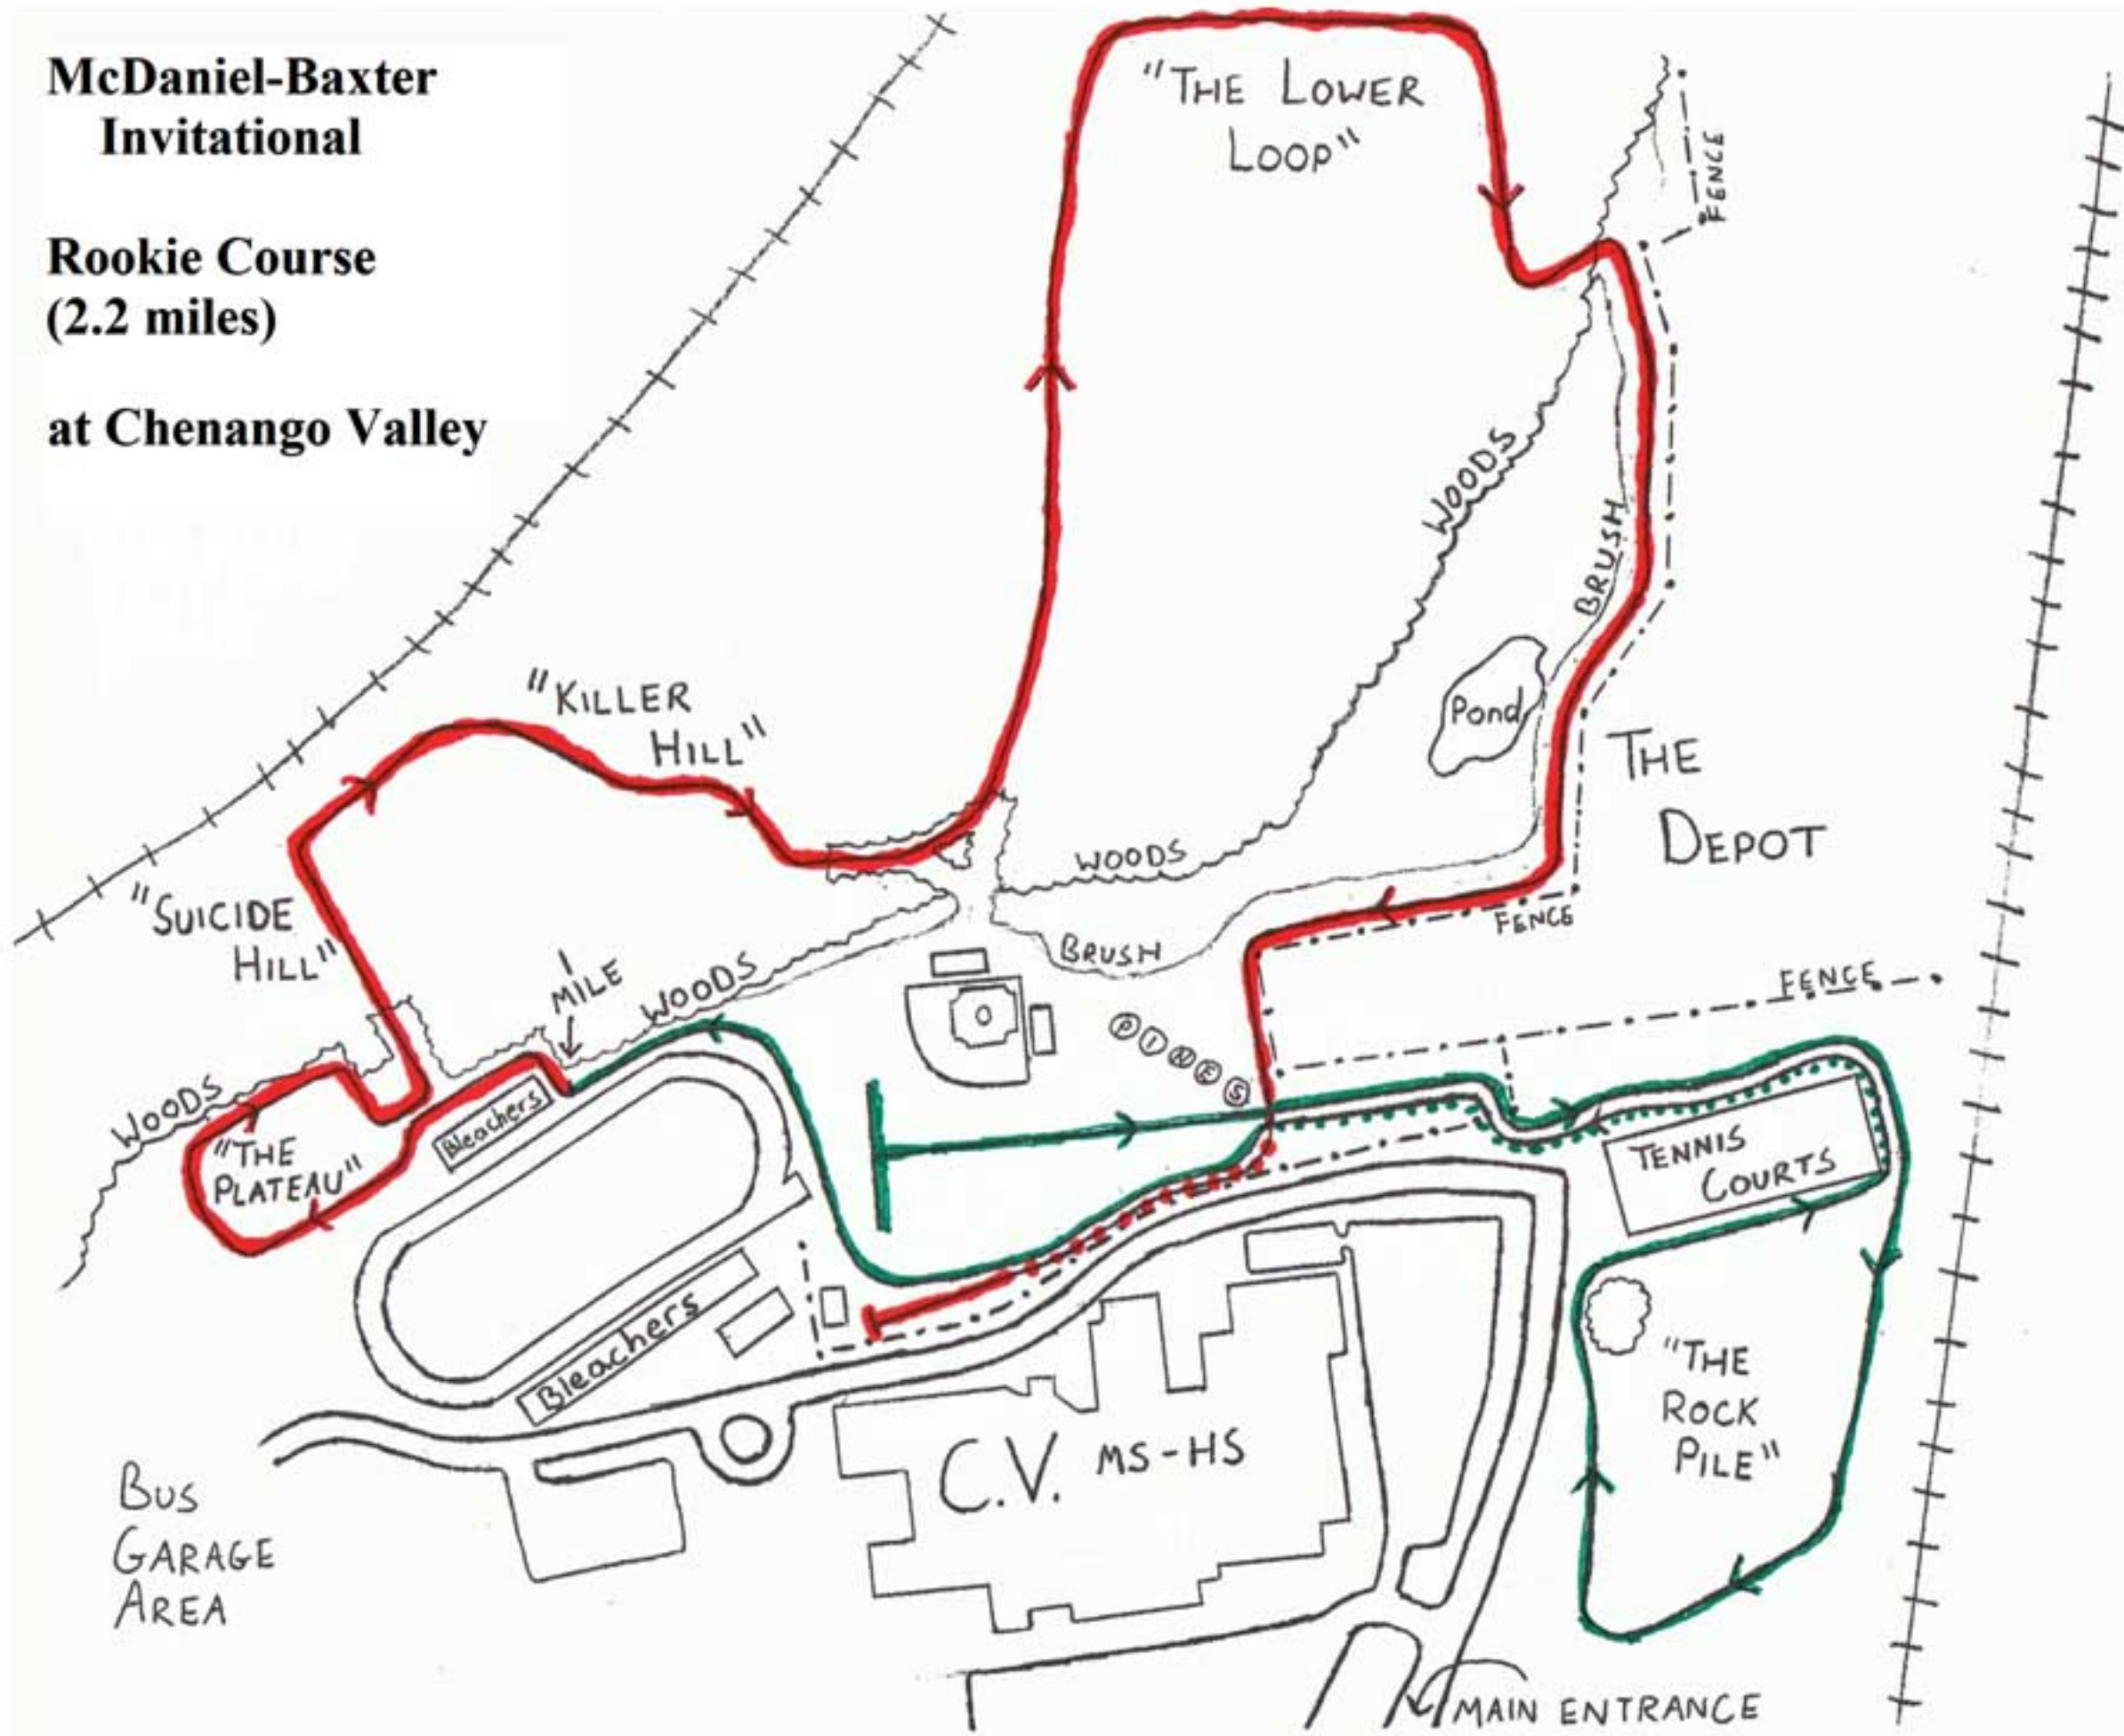 McDaniel-Baxter
Invitational
Rookie Course
(2.2 miles)
at Chenango Valley
"THE LOWER
LOOP"
FENCE
WOODS
BRUSH
Pond
THE
DEPOT
"KILLER
HILL"
"SUICIDE
HILL"
1
MILE
WOODS
WOODS
BRUSH
FENCE
FENCE
PINES
WOODS
"THE
PLATEAU"
Bleachers
TENNIS
COURTS
Bleachers
"THE
ROCK
PILE"
C.V. MS-HS
BUS
GARAGE
AREA
MAIN ENTRANCE